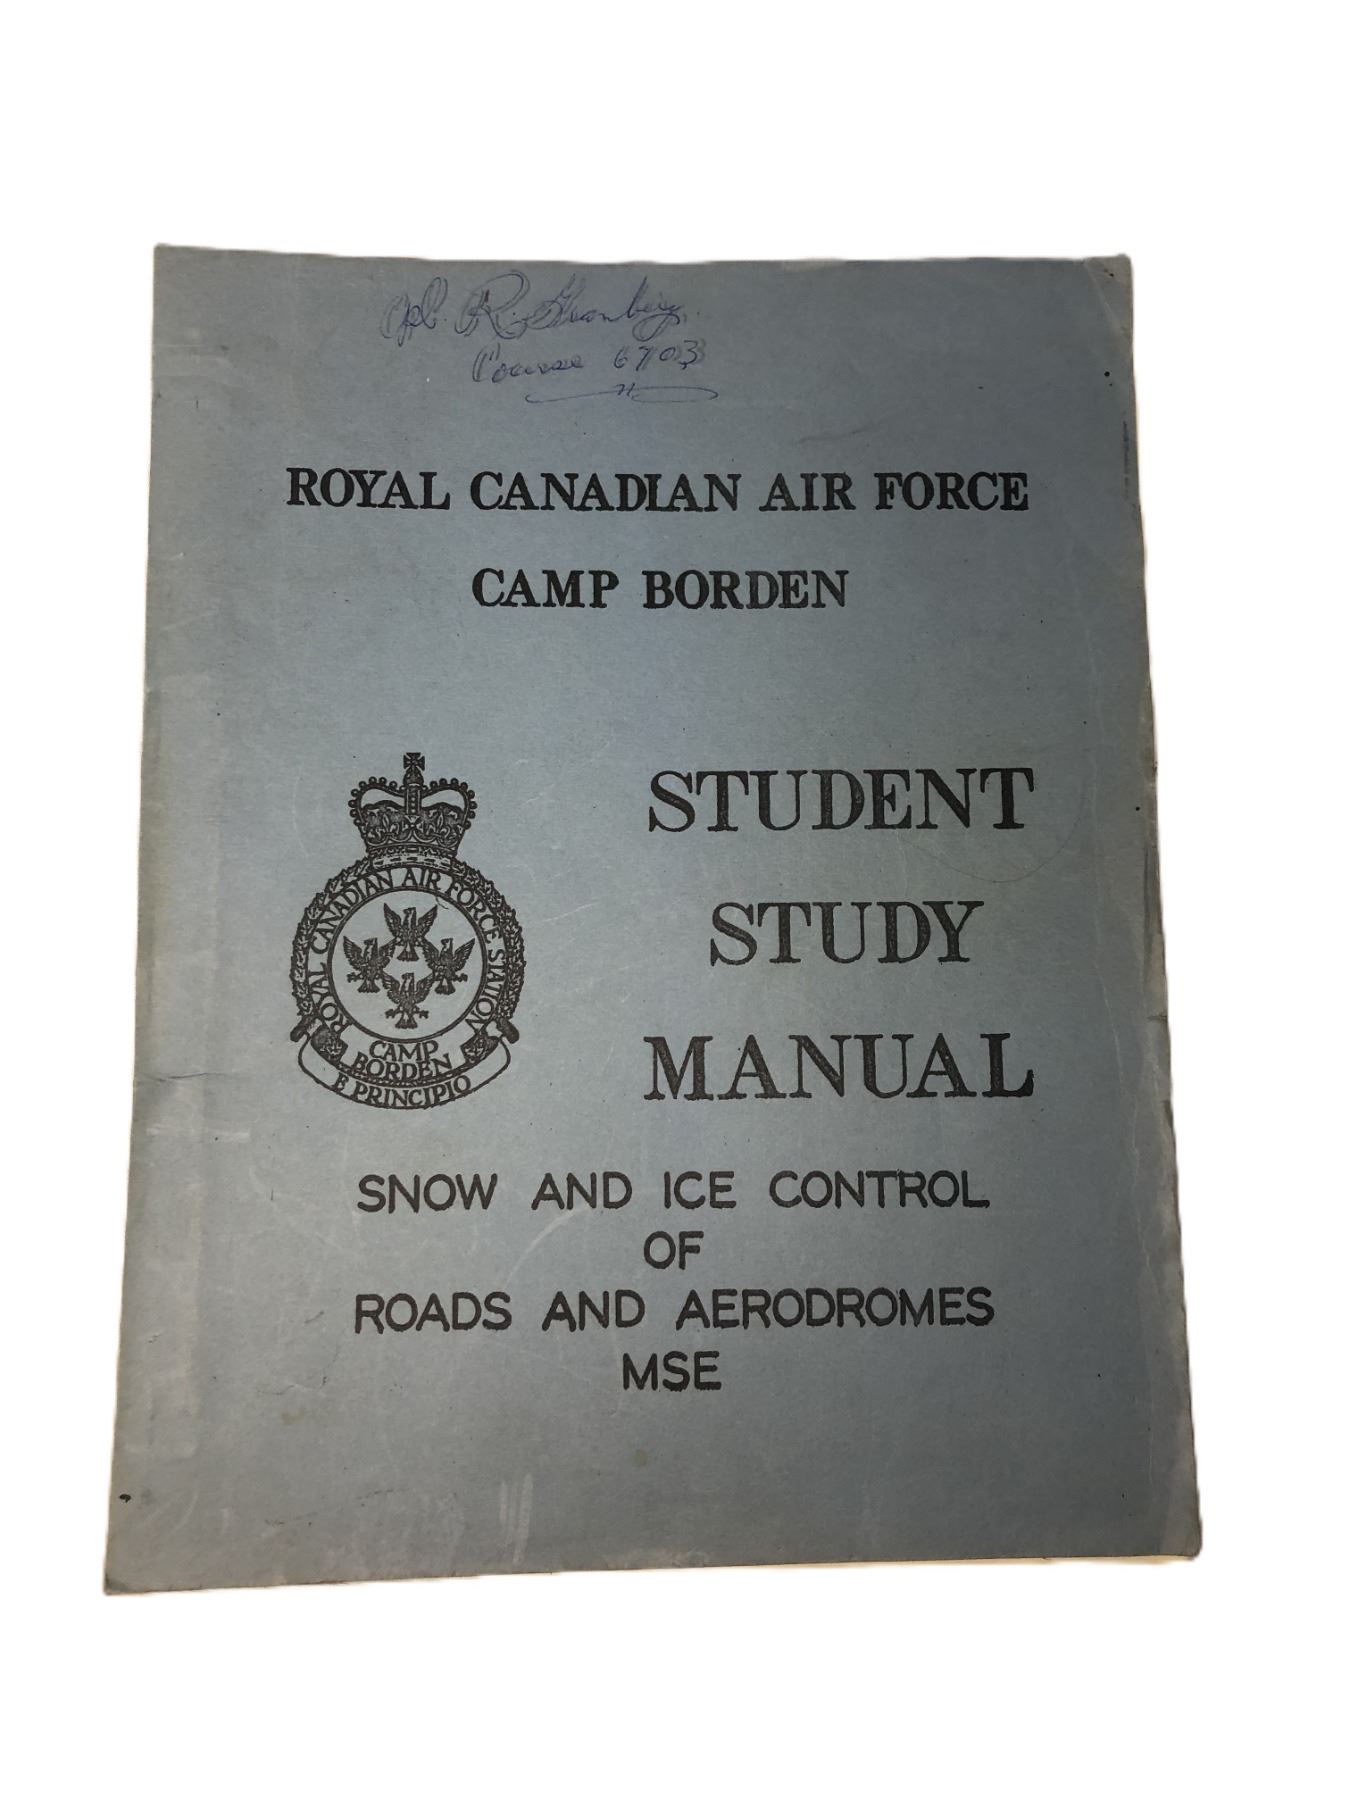 Cpl. R.
Course 6703
ROYAL CANADIAN AIR FORCE
CAMP BORDEN
STUDENT
STUDY
MANUAL
ROYAL CANADIAN AIR FORCE STATION
CAMP
BORDEN
E PRINCIPIO
SNOW AND ICE CONTROL
OF
ROADS AND AERODROMES
MSE